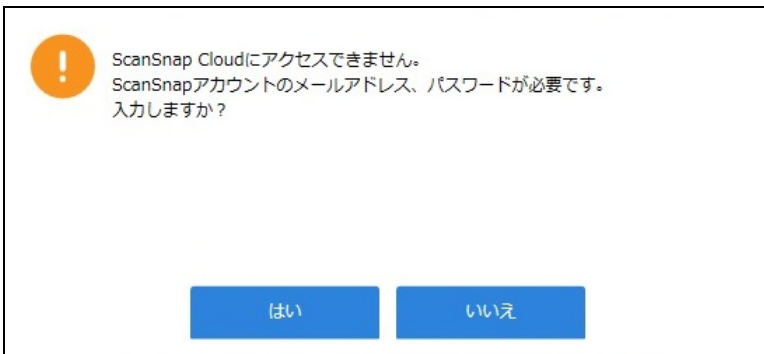 ScanSnap Cloudにアクセスできません。
ScanSnapアカウントのメールアドレス、パスワードが必要です。
入力しますか？
はい
いいえ